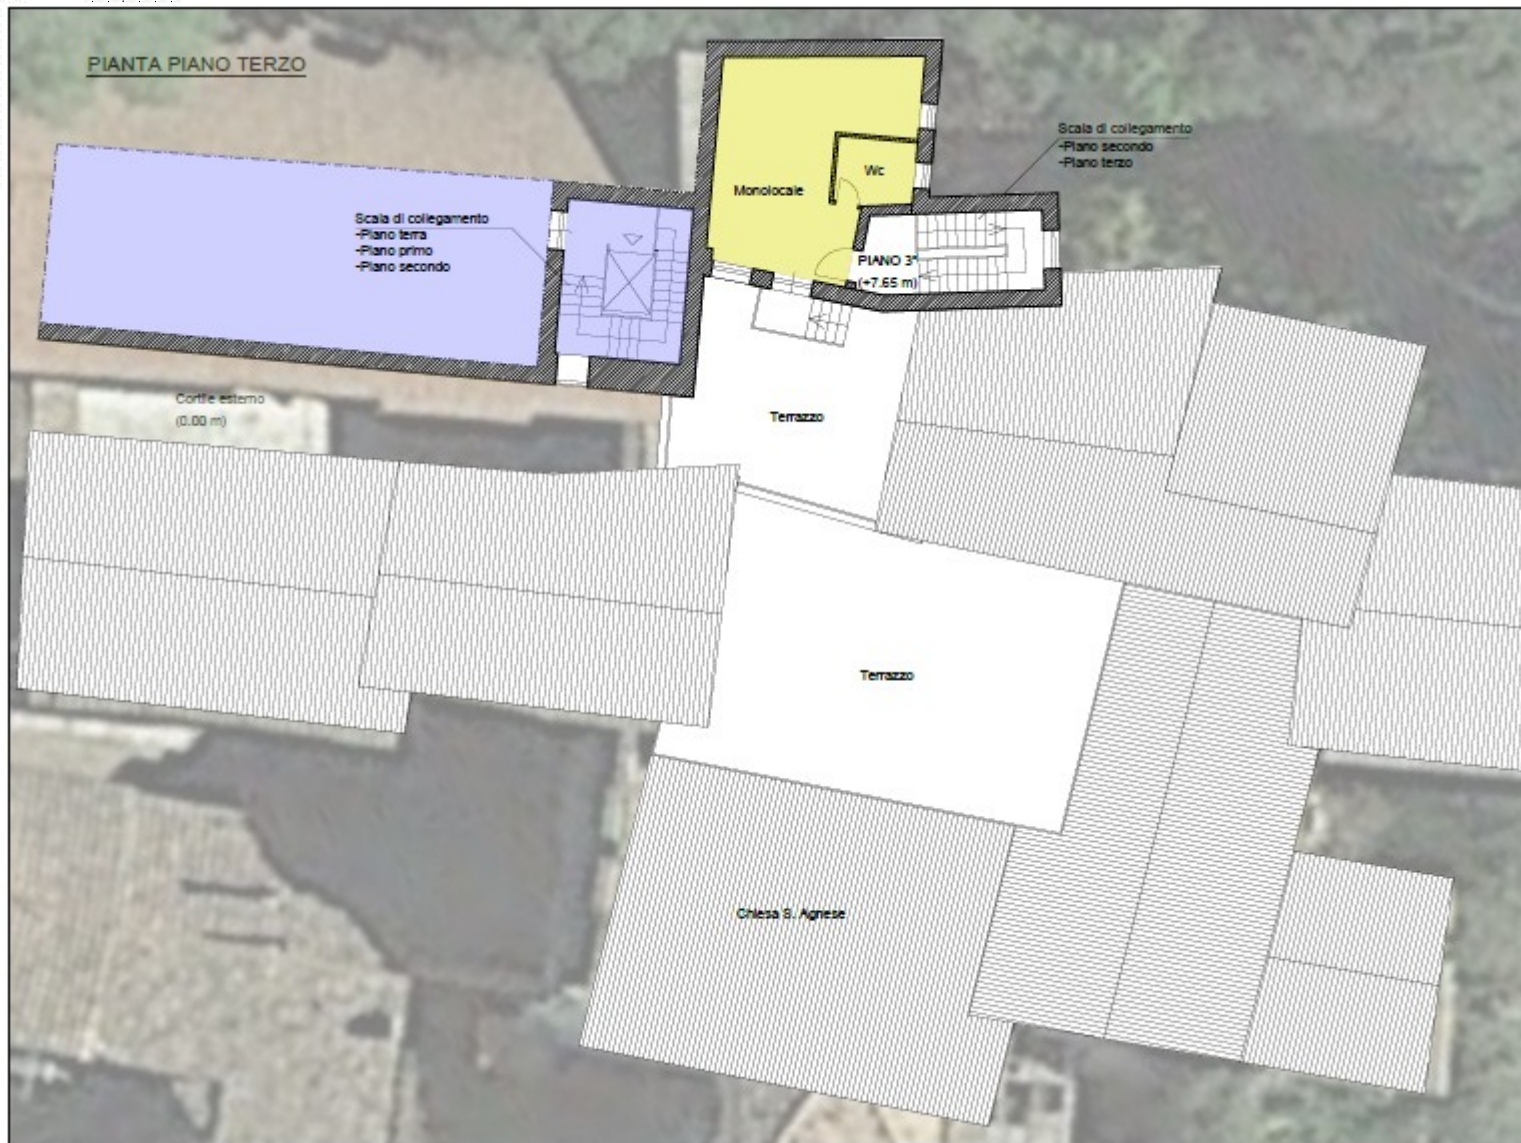 PIANTA PIANO TERZO
Scala di collegamento
-Piano secondo
-Piano terzo
Wc
Monolocale
Scala di collegamento
-Piano terra
-Piano primo
-Piano secondo
PIANO 3°
(+7.65 m)
Cortile esterno
(0.00 m)
Terrazzo
Terrazzo
Chiesa S. Agnese